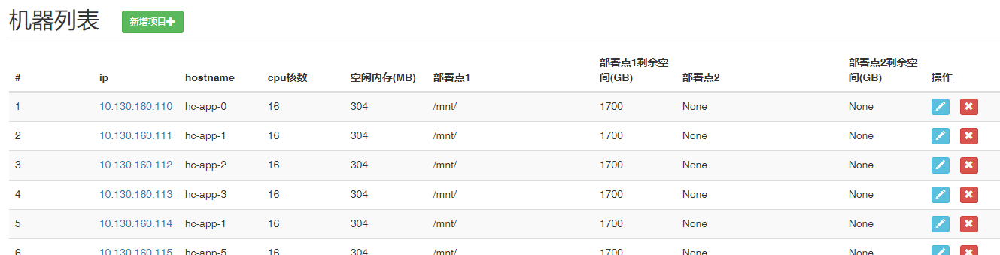 机器列表 新增项目
# ip hostname cpu核数 空闲内存(MB) 部署点1 部署点1剩余空间(GB) 部署点2 部署点2剩余空间(GB) 操作
1 10.130.160.110 hc-app-0 16 304 /mnt/ 1700 None None
2 10.130.160.111 hc-app-1 16 304 /mnt/ 1700 None None
3 10.130.160.112 hc-app-2 16 304 /mnt/ 1700 None None
4 10.130.160.113 hc-app-3 16 304 /mnt/ 1700 None None
5 10.130.160.114 hc-app-1 16 304 /mnt/ 1700 None None
6 10.130.160.115 hc-app-5 16 304 /mnt/ 1700 None None